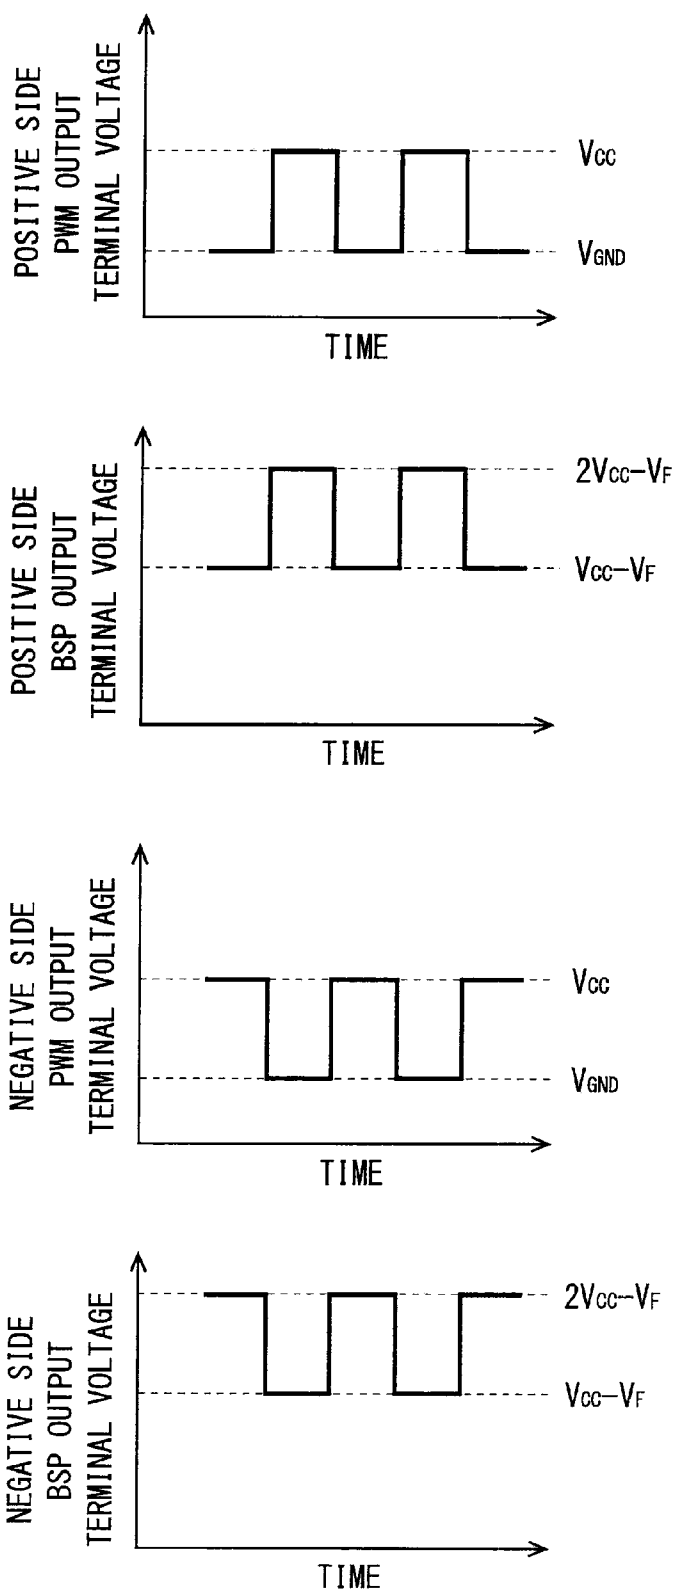 POSITIVE SIDE
PWM OUTPUT
TERMINAL VOLTAGE
VCC
VGND
TIME
POSITIVE SIDE
BSP OUTPUT
TERMINAL VOLTAGE
2VCC-VF
VCC-VF
TIME
NEGATIVE SIDE
PWM OUTPUT
TERMINAL VOLTAGE
VCC
VGND
TIME
NEGATIVE SIDE
BSP OUTPUT
TERMINAL VOLTAGE
2VCC-VF
VCC-VF
TIME